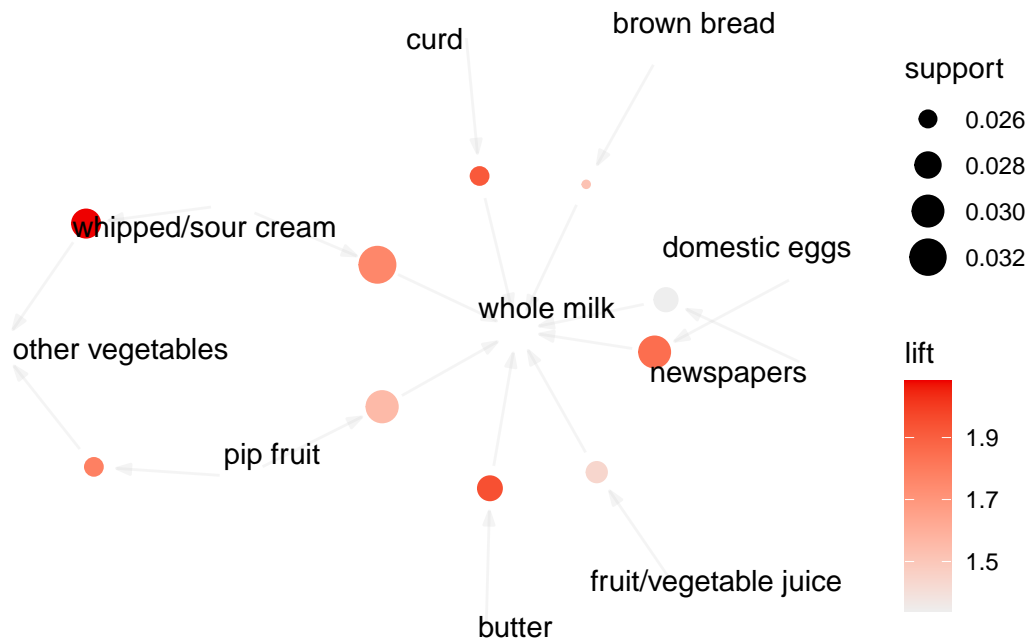 brown bread
curd
support
0.026
0.028
0.030
0.032
whipped/sour cream
domestic eggs
whole milk
other vegetables
newspapers
lift
1.9
1.7
1.5
pip fruit
fruit/vegetable juice
butter